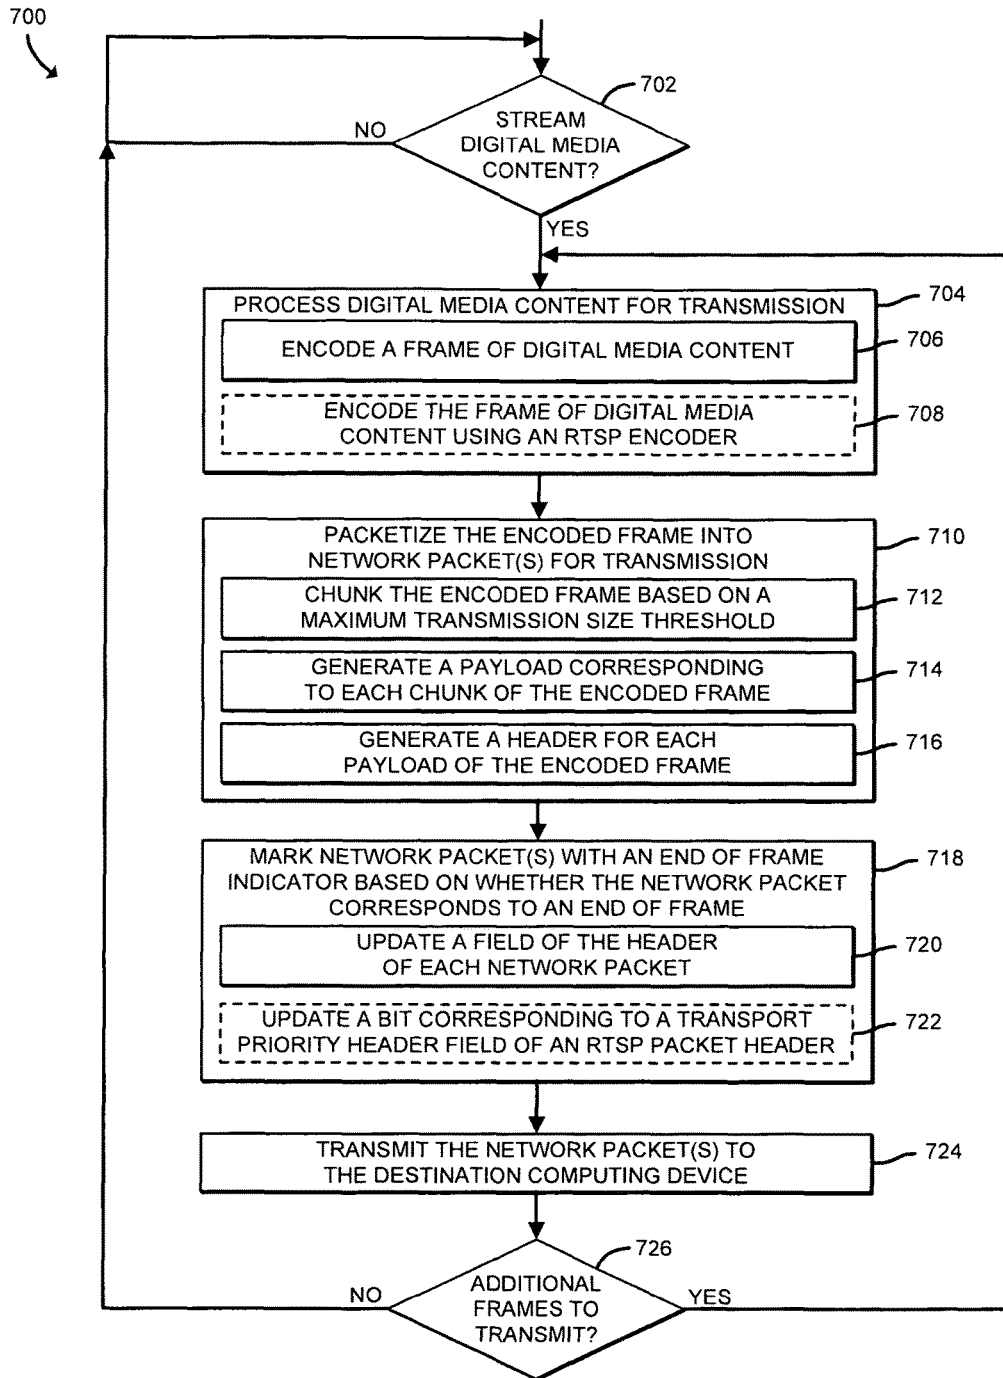 700
702
STREAM
DIGITAL MEDIA
CONTENT?
NO
YES
PROCESS DIGITAL MEDIA CONTENT FOR TRANSMISSION
704
ENCODE A FRAME OF DIGITAL MEDIA CONTENT
706
ENCODE THE FRAME OF DIGITAL MEDIA
CONTENT USING AN RTSP ENCODER
708
PACKETIZE THE ENCODED FRAME INTO
NETWORK PACKET(S) FOR TRANSMISSION
710
CHUNK THE ENCODED FRAME BASED ON A
MAXIMUM TRANSMISSION SIZE THRESHOLD
712
GENERATE A PAYLOAD CORRESPONDING
TO EACH CHUNK OF THE ENCODED FRAME
714
GENERATE A HEADER FOR EACH
PAYLOAD OF THE ENCODED FRAME
716
MARK NETWORK PACKET(S) WITH AN END OF FRAME
INDICATOR BASED ON WHETHER THE NETWORK PACKET
CORRESPONDS TO AN END OF FRAME
718
UPDATE A FIELD OF THE HEADER
OF EACH NETWORK PACKET
720
UPDATE A BIT CORRESPONDING TO A TRANSPORT
PRIORITY HEADER FIELD OF AN RTSP PACKET HEADER
722
TRANSMIT THE NETWORK PACKET(S) TO
THE DESTINATION COMPUTING DEVICE
724
726
ADDITIONAL
FRAMES TO
TRANSMIT?
NO
YES